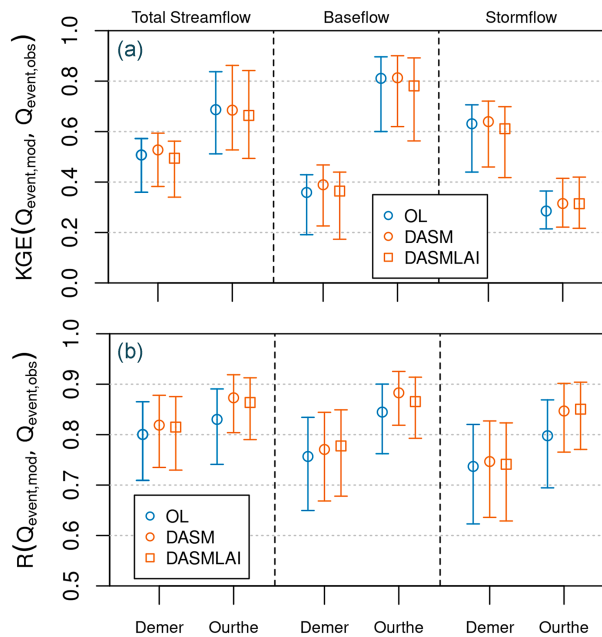 Total Streamflow
Baseflow
Stormflow
(a)
KGE(Qevent,mod, Qevent,obs)
1.0
0.8
0.6
0.4
0.2
0.0
OL
DASM
DASMLAI
(b)
R(Qevent,mod, Qevent,obs)
1.0
0.9
0.8
0.7
0.6
0.5
OL
DASM
DASMLAI
Demer
Ourthe
Demer
Ourthe
Demer
Ourthe